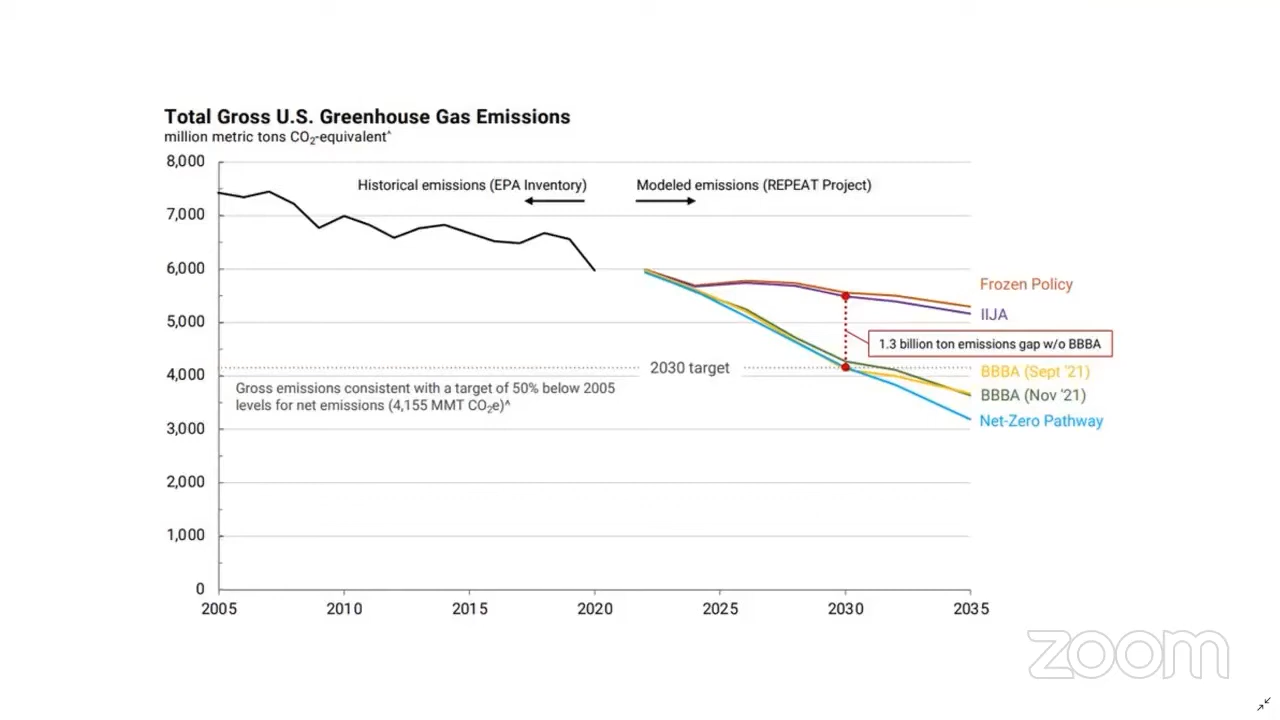 Total Gross U.S. Greenhouse Gas Emissions
million metric tons CO₂-equivalent^
8,000
Historical emissions (EPA Inventory)
Modeled emissions (REPEAT Project)
7,000
6,000
Frozen Policy
IIJA
5,000
1.3 billion ton emissions gap w/o BBBA
2030 target
BBBA (Sept '21)
4,000
Gross emissions consistent with a target of 50% below 2005
levels for net emissions (4,155 MMT CO₂e)^
BBBA (Nov '21)
Net-Zero Pathway
3,000
2,000
1,000
0
2005 2010 2015 2020 2025 2030 2035
zoom